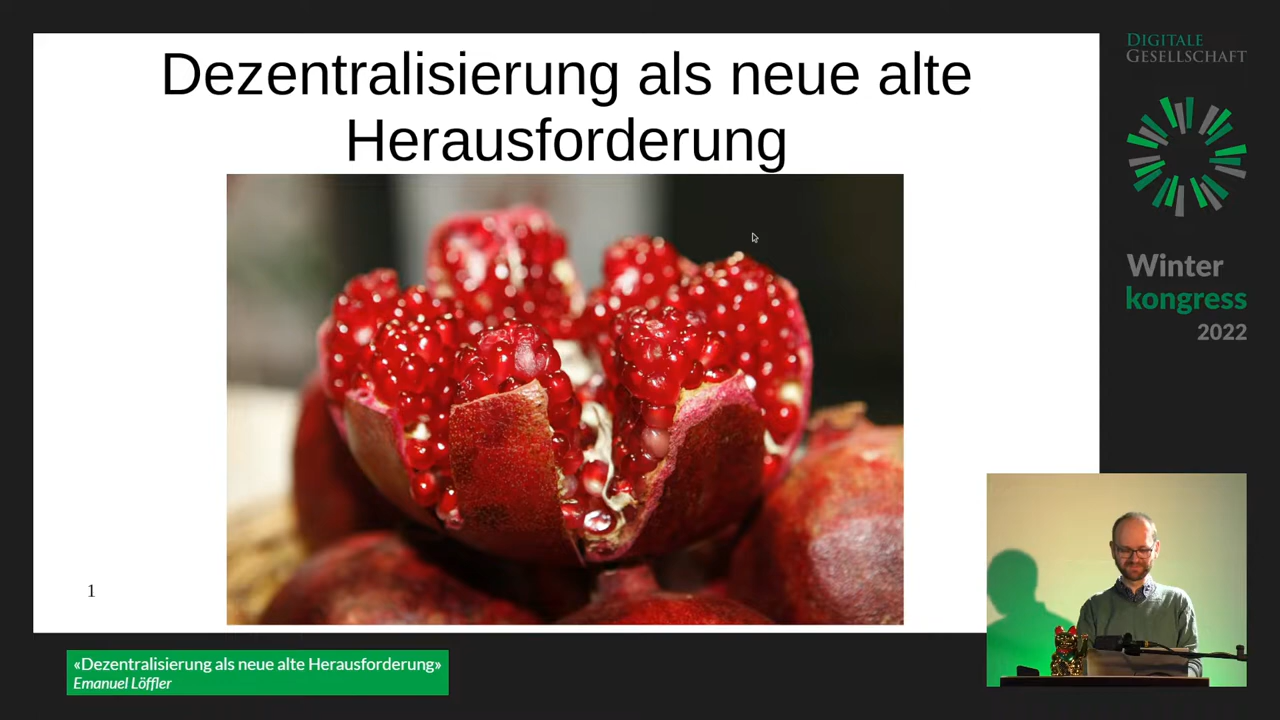 Dezentralisierung als neue alte
Herausforderung
1
DIGITALE
GESELLSCHAFT
Winter
kongress
2022
«Dezentralisierung als neue alte Herausforderung»
Emanuel Löffler